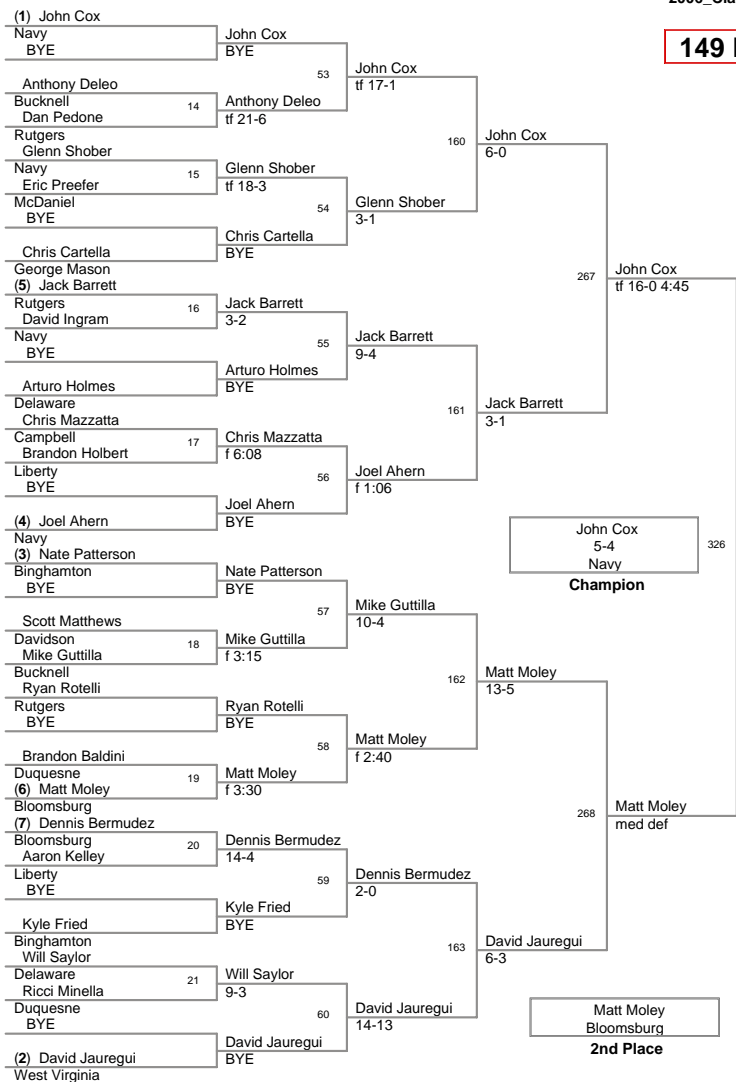 2006_Cla
149
(1) John Cox
Navy
BYE
Anthony Deleo
Bucknell
Dan Pedone
Rutgers
Glenn Shober
Navy
Eric Preefer
McDaniel
BYE
Chris Cartella
George Mason
(5) Jack Barrett
Rutgers
David Ingram
Navy
BYE
Arturo Holmes
Delaware
Chris Mazzatta
Campbell
Brandon Holbert
Liberty
BYE
(4) Joel Ahern
Navy
(3) Nate Patterson
Binghamton
BYE
Scott Matthews
Davidson
Mike Guttilla
Bucknell
Ryan Rotelli
Rutgers
BYE
Brandon Baldini
Duquesne
(6) Matt Moley
Bloomsburg
(7) Dennis Bermudez
Bloomsburg
Aaron Kelley
Liberty
BYE
Kyle Fried
Binghamton
Will Saylor
Delaware
Ricci Minella
Duquesne
BYE
(2) David Jauregui
West Virginia
14
15
16
17
18
19
20
21
John Cox
BYE
Anthony Deleo
tf 21-6
Glenn Shober
tf 18-3
Chris Cartella
BYE
Jack Barrett
3-2
Arturo Holmes
BYE
Chris Mazzatta
f 6:08
Joel Ahern
BYE
Nate Patterson
BYE
Mike Guttilla
f 3:15
Ryan Rotelli
BYE
Matt Moley
f 3:30
Dennis Bermudez
14-4
Kyle Fried
BYE
Will Saylor
9-3
David Jauregui
BYE
53
54
55
56
57
58
59
60
John Cox
tf 17-1
Glenn Shober
3-1
Jack Barrett
9-4
Joel Ahern
f 1:06
Mike Guttilla
10-4
Matt Moley
f 2:40
Dennis Bermudez
2-0
David Jauregui
14-13
160
161
162
163
John Cox
6-0
Jack Barrett
3-1
Matt Moley
13-5
David Jauregui
6-3
267
268
John Cox
tf 16-0 4:45
Matt Moley
med def
John Cox
5-4
Navy
326
Champion
Matt Moley
Bloomsburg
2nd Place